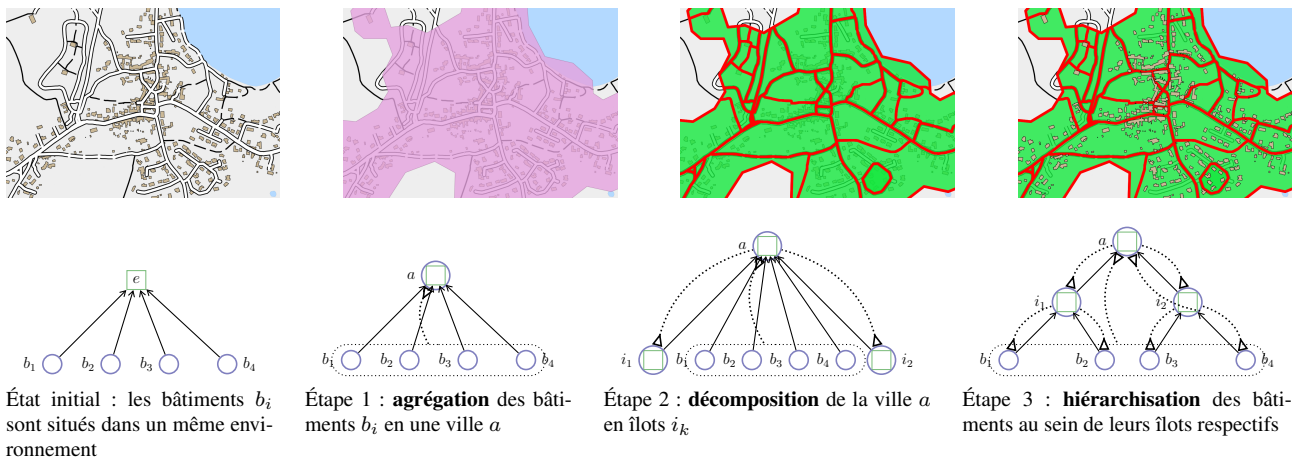 e
b1 b2 b3 b4
État initial : les bâtiments bi
sont situés dans un même envi-
ronnement
a
bi b2 b3 b4
Étape 1 : agrégation des bâti-
ments bi en une ville a
a
i1 bi b2 b3 b4 i2
Étape 2 : décomposition de la ville a
en îlots ik
a
i1 i2
bi b2 b3 b4
Étape 3 : hiérarchisation des bâti-
ments au sein de leurs îlots respectifs